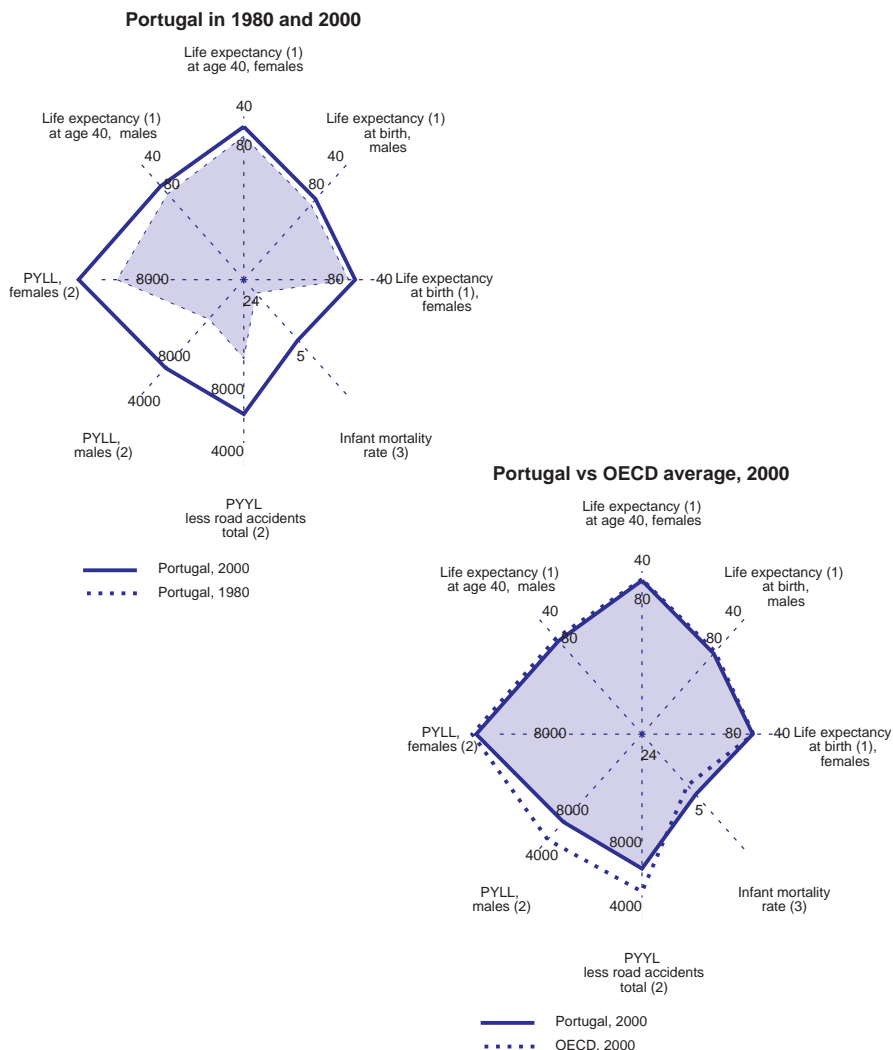 Portugal in 1980 and 2000
Life expectancy (1)
at age 40, females
40
80
Life expectancy (1)
at age 40, males
40
80
Life expectancy (1)
at birth,
males
40
80
PYLL,
females (2)
8000
80
40
Life expectancy
at birth (1),
females
24
8000
4000
PYLL,
males (2)
8000
4000
5
Infant mortality
rate (3)
PYYL
less road accidents
total (2)
Portugal, 2000
Portugal, 1980
Portugal vs OECD average, 2000
Life expectancy (1)
at age 40, females
40
80
Life expectancy (1)
at age 40, males
40
80
Life expectancy (1)
at birth,
males
40
80
PYLL,
females (2)
8000
80
40
Life expectancy
at birth (1),
females
24
8000
4000
PYLL,
males (2)
8000
4000
5
Infant mortality
rate (3)
PYYL
less road accidents
total (2)
Portugal, 2000
OECD, 2000